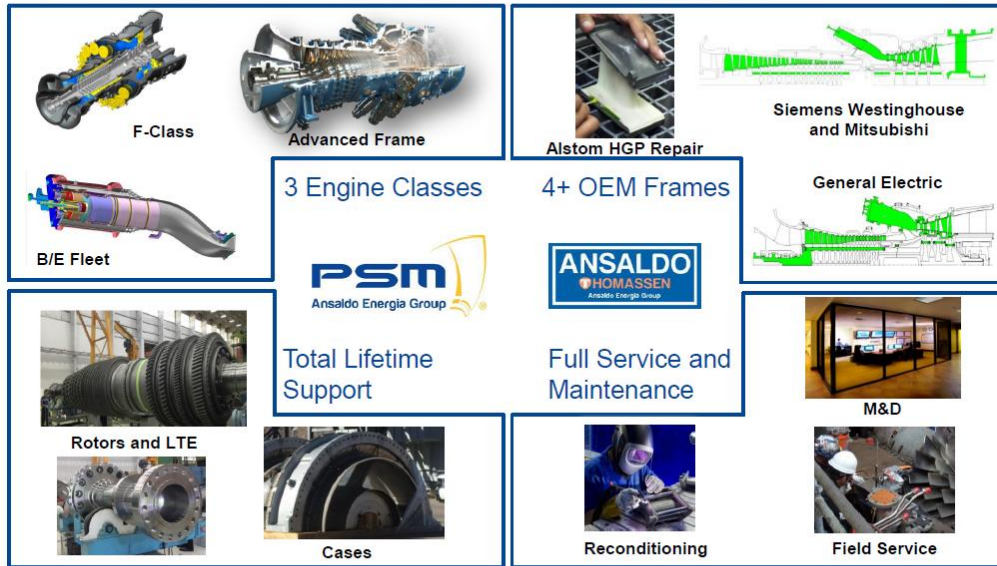 F-Class
Advanced Frame
B/E Fleet
Alstom HGP Repair
Siemens Westinghouse
and Mitsubishi
General Electric
3 Engine Classes
4+ OEM Frames
PSM
Ansaldo Energia Group
®
ANSALDO
THOMASSEN
Ansaldo Energia Group
Total Lifetime
Support
Full Service and
Maintenance
Rotors and LTE
Cases
M&D
Reconditioning
Field Service